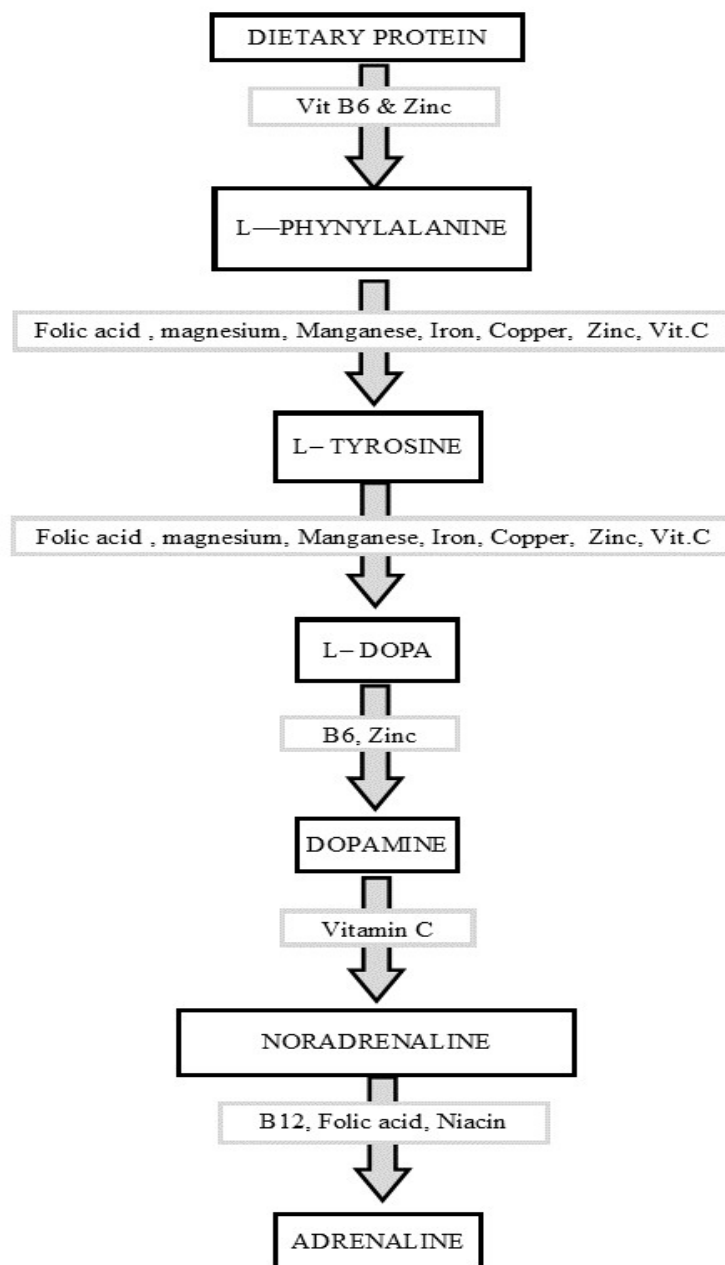 DIETARY PROTEIN
Vit B6 & Zinc
L—PHYNYLALANINE
Folic acid , magnesium, Manganese, Iron, Copper, Zinc, Vit.C
L– TYROSINE
Folic acid , magnesium, Manganese, Iron, Copper, Zinc, Vit.C
L– DOPA
B6, Zinc
DOPAMINE
Vitamin C
NORADRENALINE
B12, Folic acid, Niacin
ADRENALINE